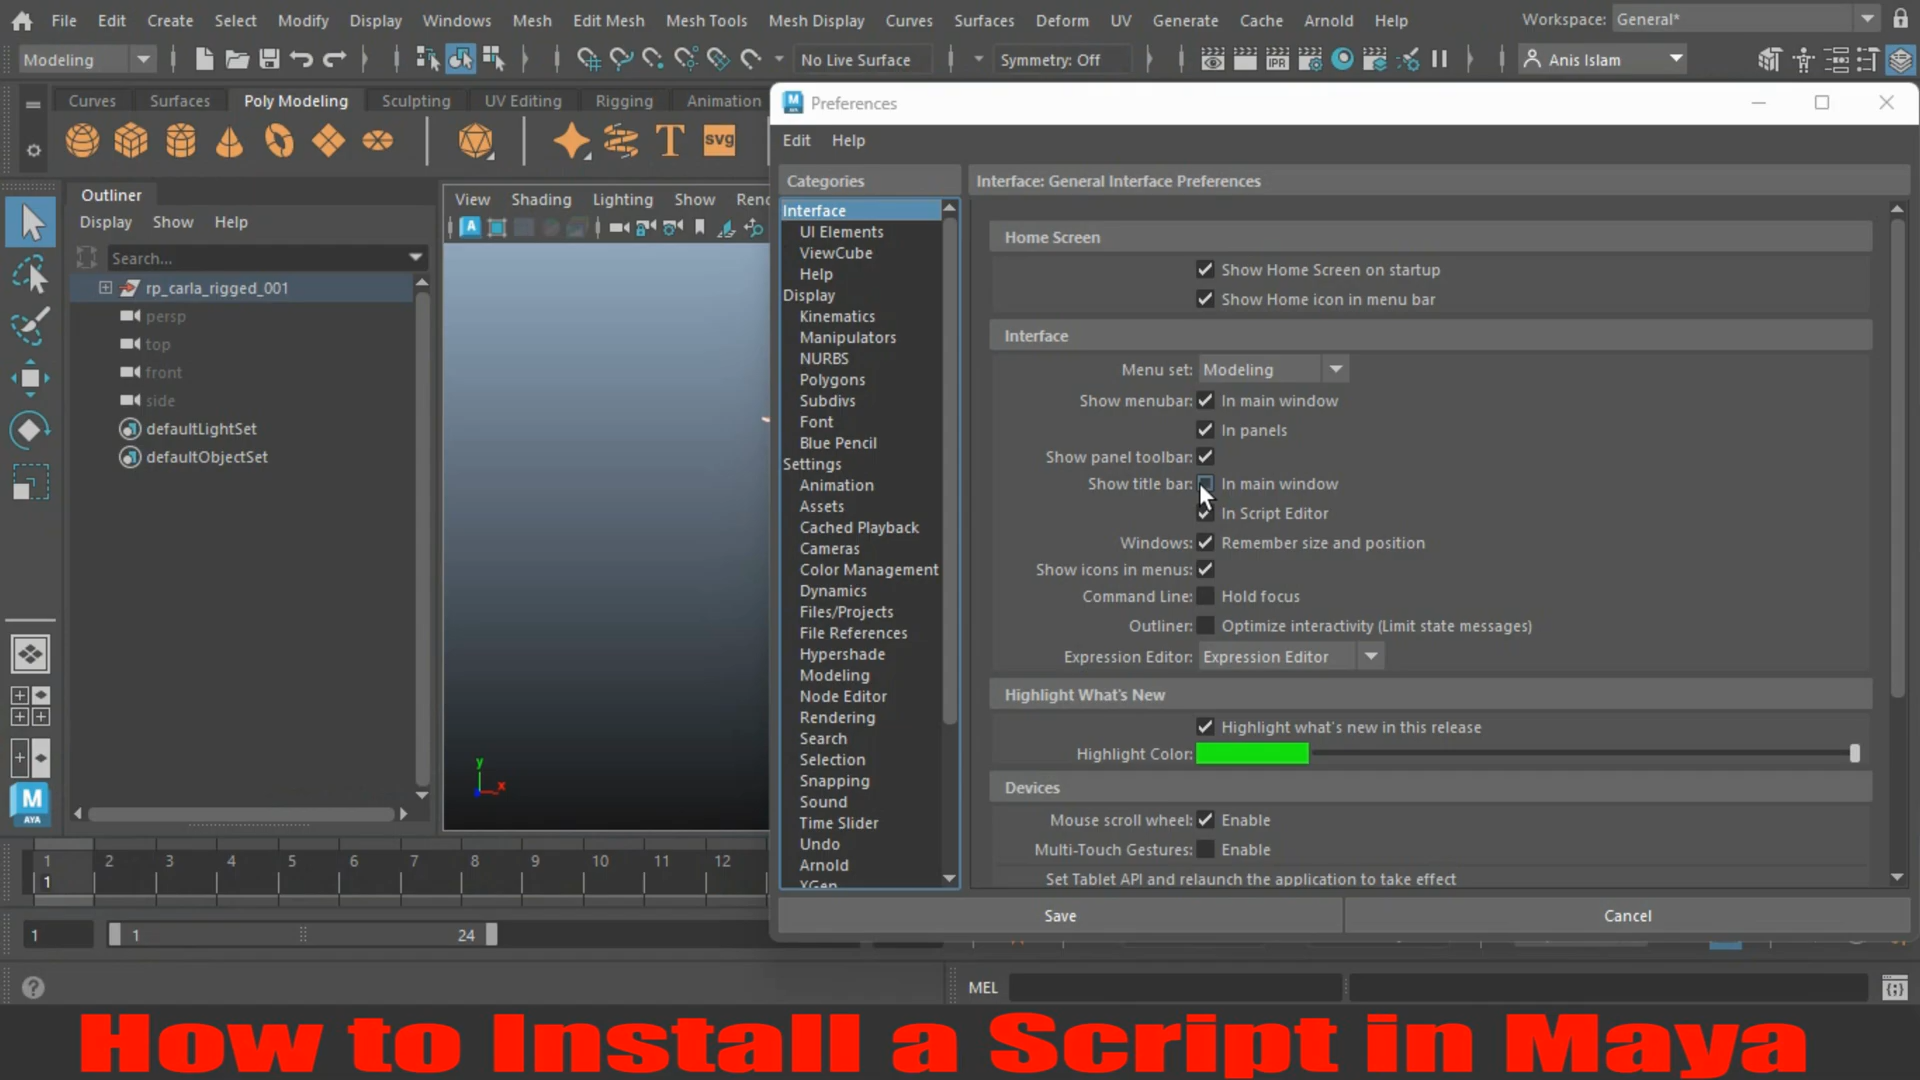 File Edit Create Select Modify Display Windows Mesh Edit Mesh Mesh Tools Mesh Display Curves Surfaces Deform UV Generate Cache Arnold Help Workspace: General*
Modeling No Live Surface Symmetry: Off IPR Anis Islam
Curves Surfaces Poly Modeling Sculpting UV Editing Rigging Animation
T svg
Outliner
Display Show Help
Search...
rp_carla_rigged_001
persp
top
front
side
defaultLightSet
defaultObjectSet
M
AYA
View Shading Lighting Show Ren
A
y
x
Preferences
Edit Help
Categories
Interface
UI Elements
ViewCube
Help
Display
Kinematics
Manipulators
NURBS
Polygons
Subdivs
Font
Blue Pencil
Settings
Animation
Assets
Cached Playback
Cameras
Color Management
Dynamics
Files/Projects
File References
Hypershade
Modeling
Node Editor
Rendering
Search
Selection
Snapping
Sound
Time Slider
Undo
Arnold
XGen
Interface: General Interface Preferences
Home Screen
Show Home Screen on startup
Show Home icon in menu bar
Interface
Menu set: Modeling
Show menubar: In main window
In panels
Show panel toolbar:
Show title bar: In main window
In Script Editor
Windows: Remember size and position
Show icons in menus:
Command Line: Hold focus
Outliner: Optimize interactivity (Limit state messages)
Expression Editor: Expression Editor
Highlight What's New
Highlight what's new in this release
Highlight Color:
Devices
Mouse scroll wheel: Enable
Multi-Touch Gestures: Enable
Set Tablet API and relaunch the application to take effect
Save Cancel
1 2 3 4 5 6 7 8 9 10 11 12
1
1 1 24
MEL
How to Install a Script in Maya